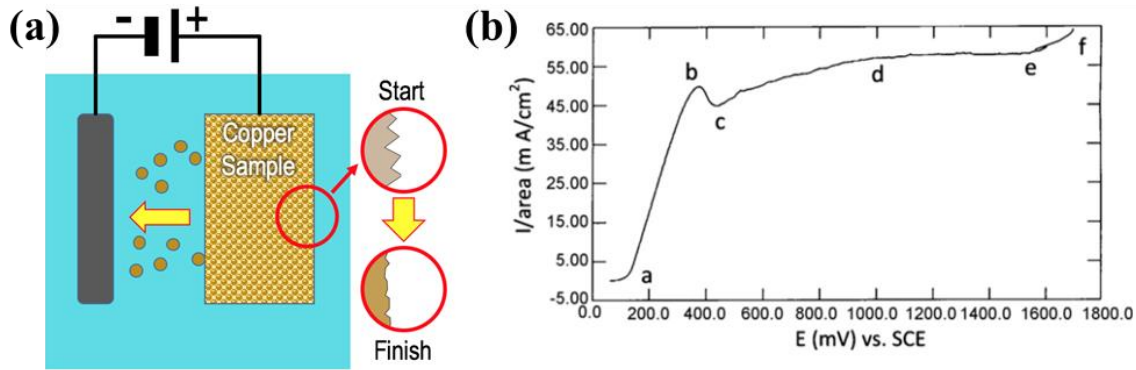 (a)
- +
Copper
Sample
Start
Finish
(b)
65.00
55.00
45.00
35.00
25.00
15.00
5.00
-5.00
I/area (m A/cm²)
a
b
c
d
e
f
0.0 200.0 400.0 600.0 800.0 1000.0 1200.0 1400.0 1600.0 1800.0
E (mV) vs. SCE